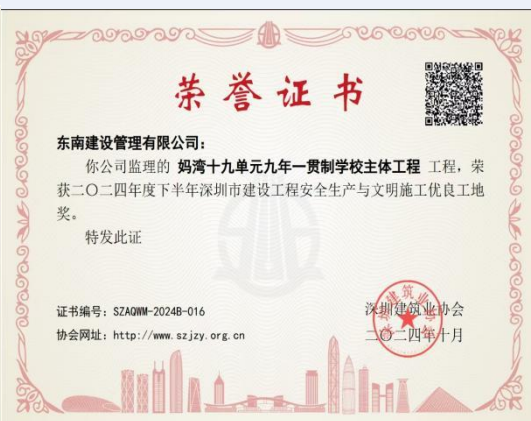 荣誉证书
东南建设管理有限公司：
你公司监理的 妈湾十九单元九年一贯制学校主体工程 工程，荣
获二〇二四年度下半年深圳市建设工程安全生产与文明施工优良工地
奖。
特发此证
证书编号：SZAQWM-2024B-016
深圳建筑业协会
协会网址：http://www.szjzy.org.cn
二〇二四年十月